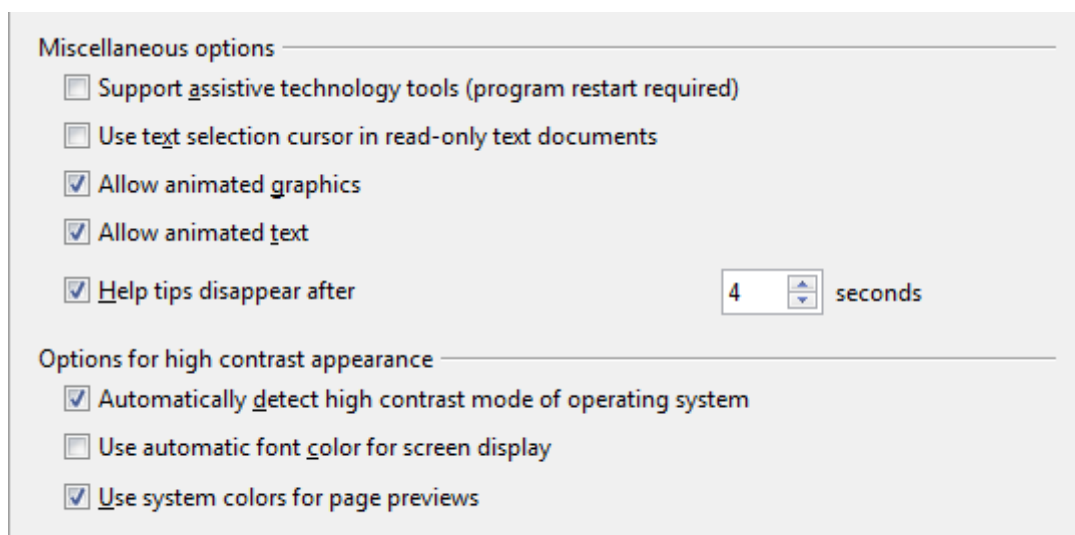 Miscellaneous options
Support assistive technology tools (program restart required)
Use text selection cursor in read-only text documents
Allow animated graphics
Allow animated text
Help tips disappear after 4 seconds
Options for high contrast appearance
Automatically detect high contrast mode of operating system
Use automatic font color for screen display
Use system colors for page previews